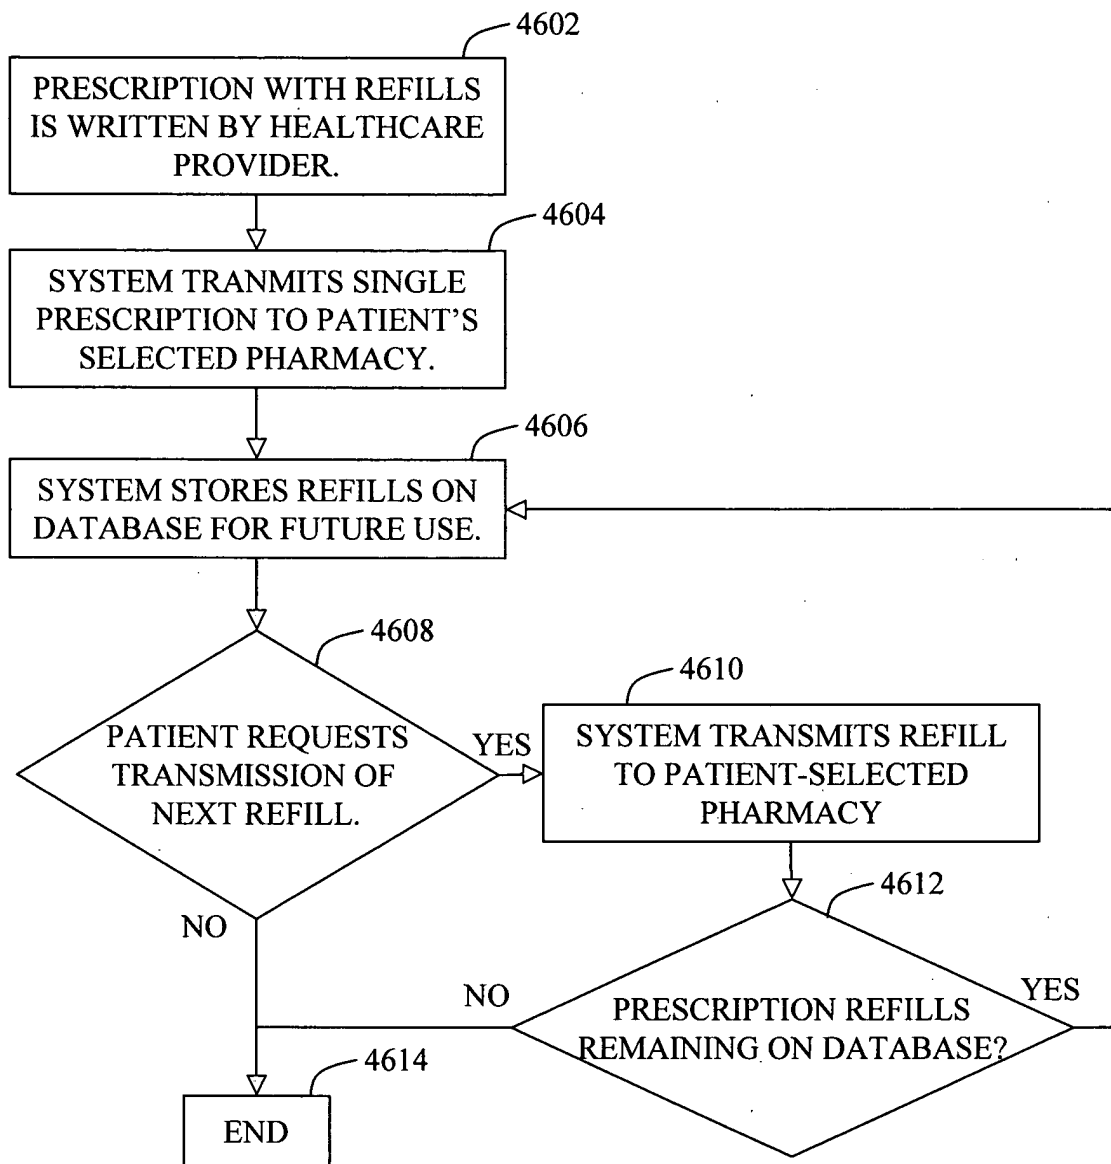 4602
PRESCRIPTION WITH REFILLS
IS WRITTEN BY HEALTHCARE
PROVIDER.
4604
SYSTEM TRANMITS SINGLE
PRESCRIPTION TO PATIENT'S
SELECTED PHARMACY.
4606
SYSTEM STORES REFILLS ON
DATABASE FOR FUTURE USE.
4608
PATIENT REQUESTS
TRANSMISSION OF
NEXT REFILL.
YES
4610
SYSTEM TRANSMITS REFILL
TO PATIENT-SELECTED
PHARMACY
NO
4612
NO
YES
PRESCRIPTION REFILLS
REMAINING ON DATABASE?
4614
END